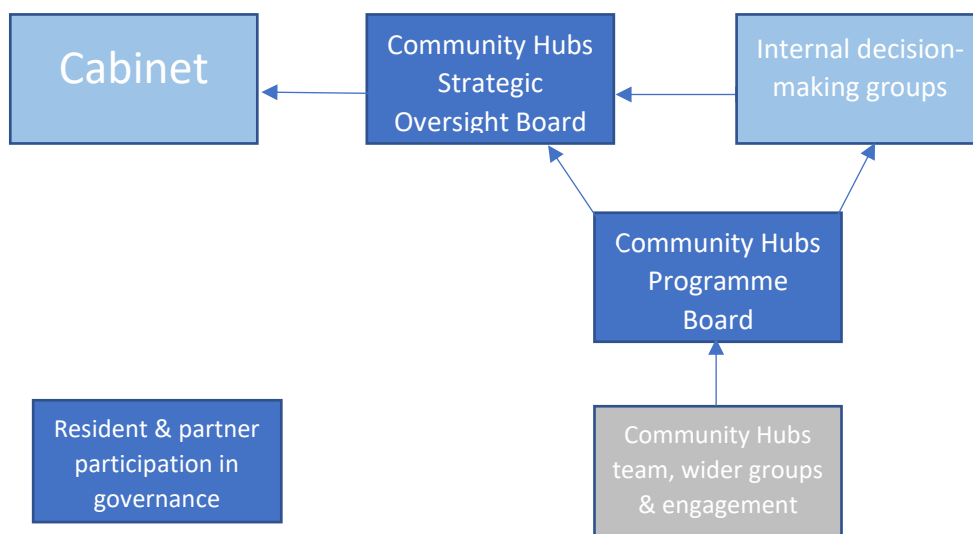 Cabinet
Community Hubs
Strategic
Oversight Board
Internal decision-
making groups
Community Hubs
Programme
Board
Resident & partner
participation in
governance
Community Hubs
team, wider groups
& engagement